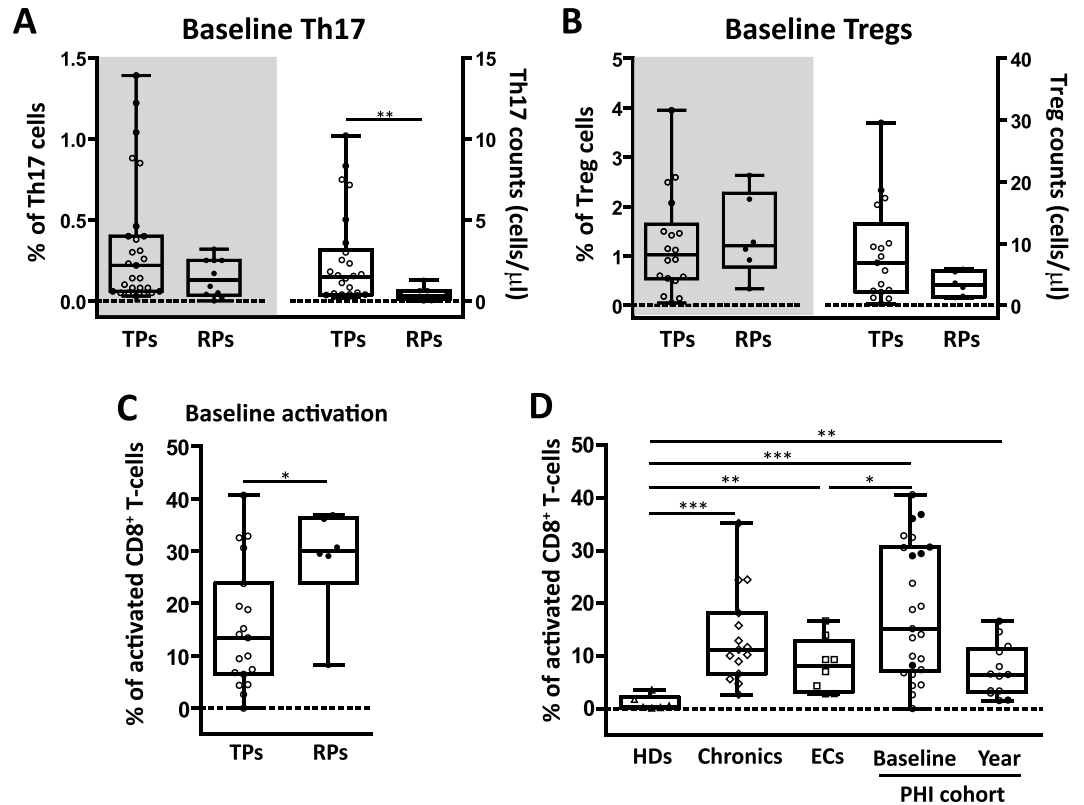 A
Baseline Th17
% of Th17 cells
1.5
1.0
0.5
0.0
**
15
10
5
0
Th17 counts (cells/µl)
TPs RPs TPs RPs
B
Baseline Tregs
% of Treg cells
5
4
3
2
1
0
40
30
20
10
0
Treg counts (cells/µl)
TPs RPs TPs RPs
C
Baseline activation
% of activated CD8+ T-cells
50
40
30
20
10
0
*
TPs RPs
D
% of activated CD8+ T-cells
50
40
30
20
10
0
**
***
** *
***
HDs Chronics ECs Baseline Year
PHI cohort